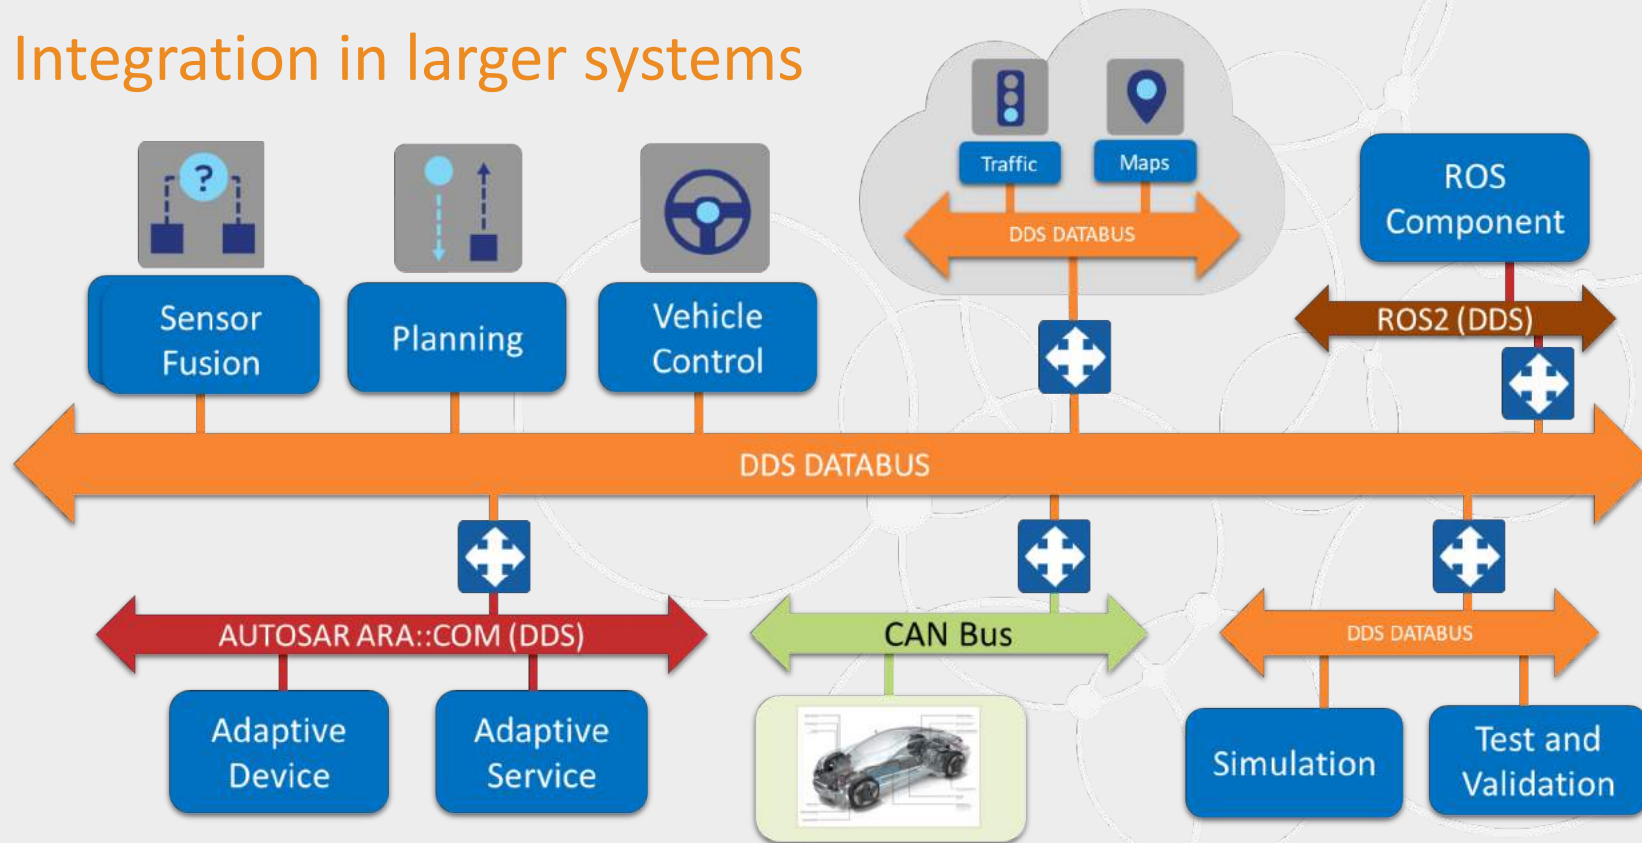 Integration in larger systems
Traffic
Maps
DDS DATABUS
ROS
Component
ROS2 (DDS)
?
Sensor
Fusion
Planning
Vehicle
Control
DDS DATABUS
AUTOSAR ARA::COM (DDS)
CAN Bus
DDS DATABUS
Adaptive
Device
Adaptive
Service
Simulation
Test and
Validation